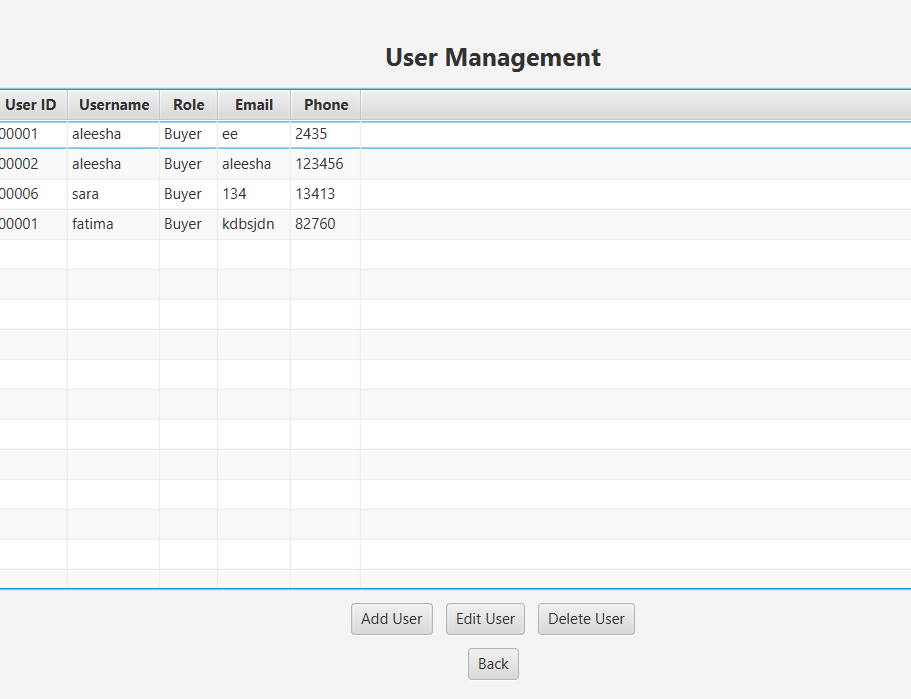 User Management
User ID Username Role Email Phone
00001 aleesha Buyer ee 2435
00002 aleesha Buyer aleesha 123456
00006 sara Buyer 134 13413
00001 fatima Buyer kdbsjdn 82760
Add User Edit User Delete User
Back